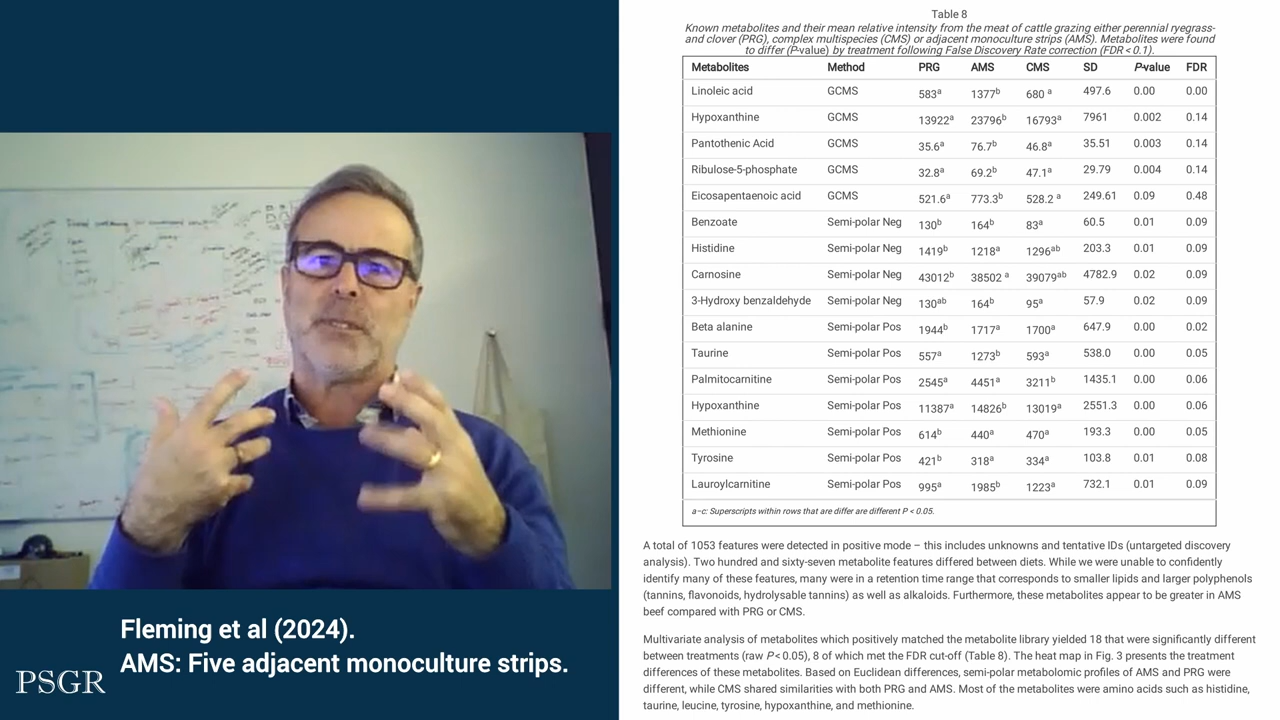 Table 8
Known metabolites and their mean relative intensity from the meat of cattle grazing either perennial ryegrass-
and clover (PRG), complex multispecies (CMS) or adjacent monoculture strips (AMS). Metabolites were found
to differ (P-value) by treatment following False Discovery Rate correction (FDR < 0.1).
Metabolites Method PRG AMS CMS SD P-value FDR
Linoleic acid GCMS 583ᵃ 1377ᵇ 680 ᵃ 497.6 0.00 0.00
Hypoxanthine GCMS 13922ᵃ 23796ᵇ 16793ᵃ 7961 0.002 0.14
Pantothenic Acid GCMS 35.6ᵃ 76.7ᵇ 46.8ᵃ 35.51 0.003 0.14
Ribulose-5-phosphate GCMS 32.8ᵃ 69.2ᵇ 47.1ᵃ 29.79 0.004 0.14
Eicosapentaenoic acid GCMS 521.6ᵃ 773.3ᵇ 528.2 ᵃ 249.61 0.09 0.48
Benzoate Semi-polar Neg 130ᵇ 164ᵇ 83ᵃ 60.5 0.01 0.09
Histidine Semi-polar Neg 1419ᵇ 1218ᵃ 1296ᵃᵇ 203.3 0.01 0.09
Carnosine Semi-polar Neg 43012ᵇ 38502 ᵃ 39079ᵃᵇ 4782.9 0.02 0.09
3-Hydroxy benzaldehyde Semi-polar Neg 130ᵃᵇ 164ᵇ 95ᵃ 57.9 0.02 0.09
Beta alanine Semi-polar Pos 1944ᵇ 1717ᵃ 1700ᵃ 647.9 0.00 0.02
Taurine Semi-polar Pos 557ᵃ 1273ᵇ 593ᵃ 538.0 0.00 0.05
Palmitocarnitine Semi-polar Pos 2545ᵃ 4451ᵃ 3211ᵇ 1435.1 0.00 0.06
Hypoxanthine Semi-polar Pos 11387ᵃ 14826ᵇ 13019ᵃ 2551.3 0.00 0.06
Methionine Semi-polar Pos 614ᵇ 440ᵃ 470ᵃ 193.3 0.00 0.05
Tyrosine Semi-polar Pos 421ᵇ 318ᵃ 334ᵃ 103.8 0.01 0.08
Lauroylcarnitine Semi-polar Pos 995ᵃ 1985ᵇ 1223ᵃ 732.1 0.01 0.09
a–c: Superscripts within rows that are differ are different P < 0.05.
A total of 1053 features were detected in positive mode – this includes unknowns and tentative IDs (untargeted discovery
analysis). Two hundred and sixty-seven metabolite features differed between diets. While we were unable to confidently
identify many of these features, many were in a retention time range that corresponds to smaller lipids and larger polyphenols
(tannins, flavonoids, hydrolysable tannins) as well as alkaloids. Furthermore, these metabolites appear to be greater in AMS
beef compared with PRG or CMS.
Multivariate analysis of metabolites which positively matched the metabolite library yielded 18 that were significantly different
between treatments (raw P < 0.05), 8 of which met the FDR cut-off (Table 8). The heat map in Fig. 3 presents the treatment
differences of these metabolites. Based on Euclidean differences, semi-polar metabolomic profiles of AMS and PRG were
different, while CMS shared similarities with both PRG and AMS. Most of the metabolites were amino acids such as histidine,
taurine, leucine, tyrosine, hypoxanthine, and methionine.
Fleming et al (2024).
AMS: Five adjacent monoculture strips.
PSGR